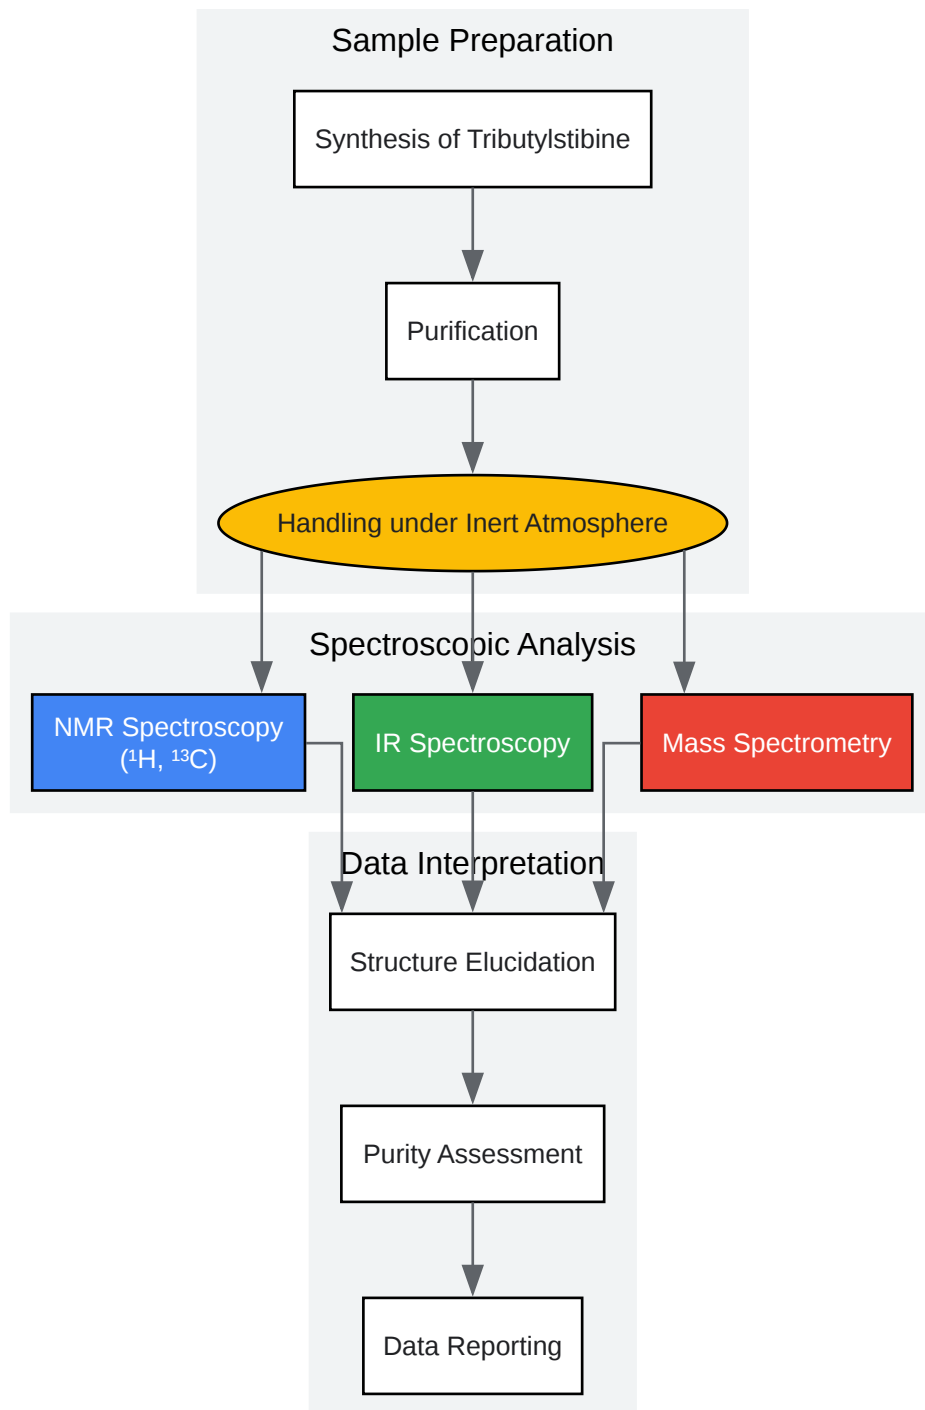 Sample Preparation
Synthesis of Tributylstibine
Purification
Handling under Inert Atmosphere
Spectroscopic Analysis
NMR Spectroscopy
(¹H, ¹³C)
IR Spectroscopy
Mass Spectrometry
Data Interpretation
Structure Elucidation
Purity Assessment
Data Reporting